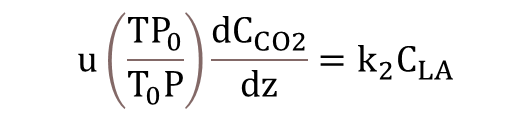 u (TP₀ / T₀P) dC_CO2 / dz = k₂C_LA